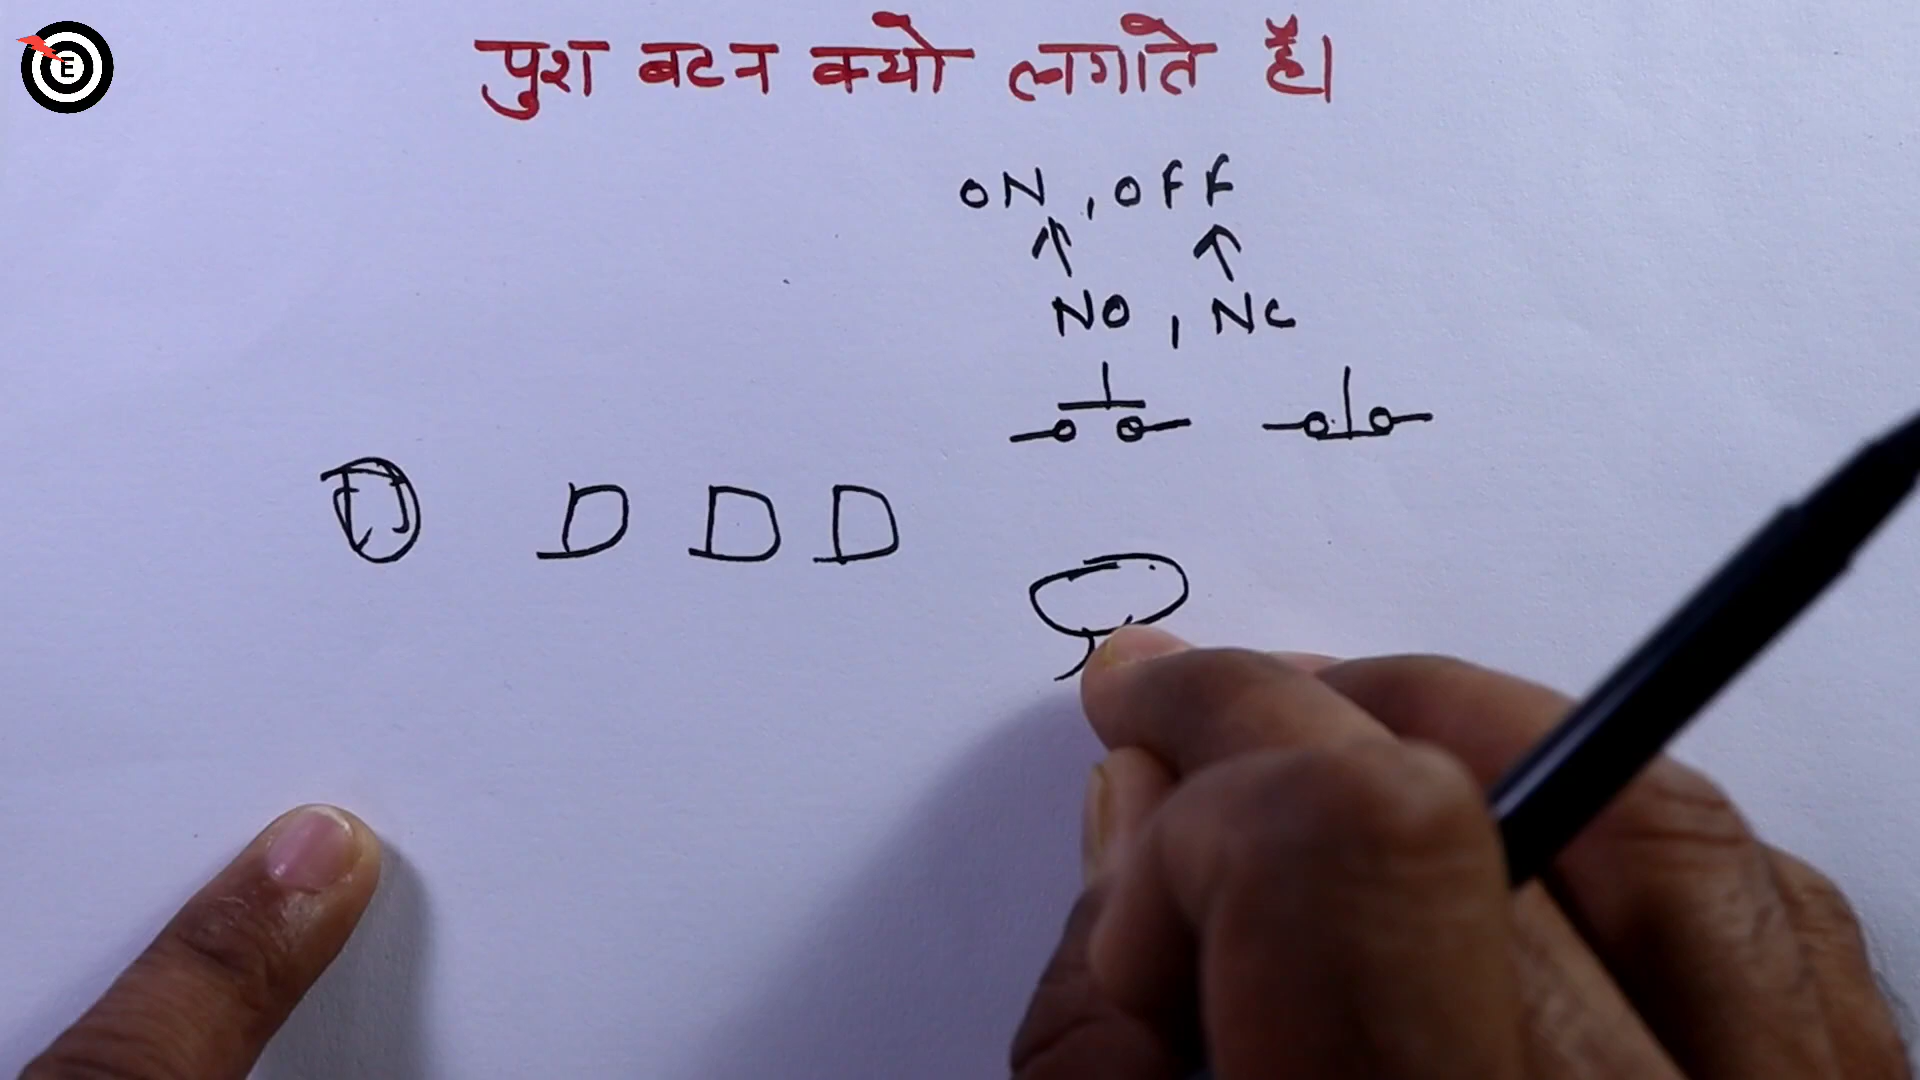 E
पुश बटन क्यो लगाते हैं।
ON, OFF
NO, NC
D D D